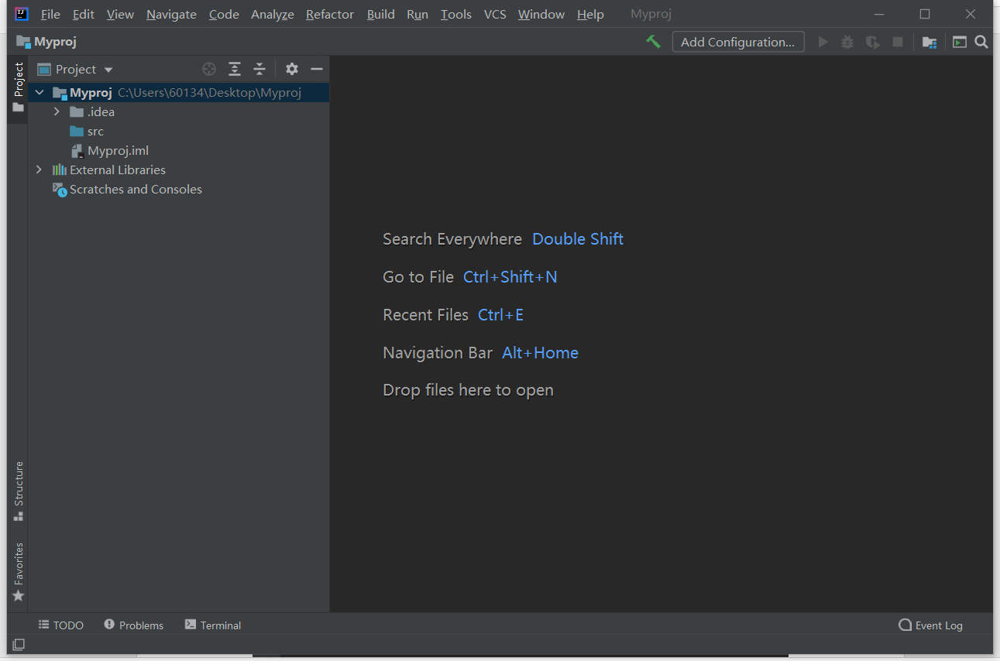 File Edit View Navigate Code Analyze Refactor Build Run Tools VCS Window Help Myproj
Myproj Add Configuration...
Project
Project
Myproj C:\Users\60134\Desktop\Myproj
.idea
src
Myproj.iml
External Libraries
Scratches and Consoles
Search Everywhere Double Shift
Go to File Ctrl+Shift+N
Recent Files Ctrl+E
Navigation Bar Alt+Home
Drop files here to open
Structure
Favorites
TODO Problems Terminal Event Log